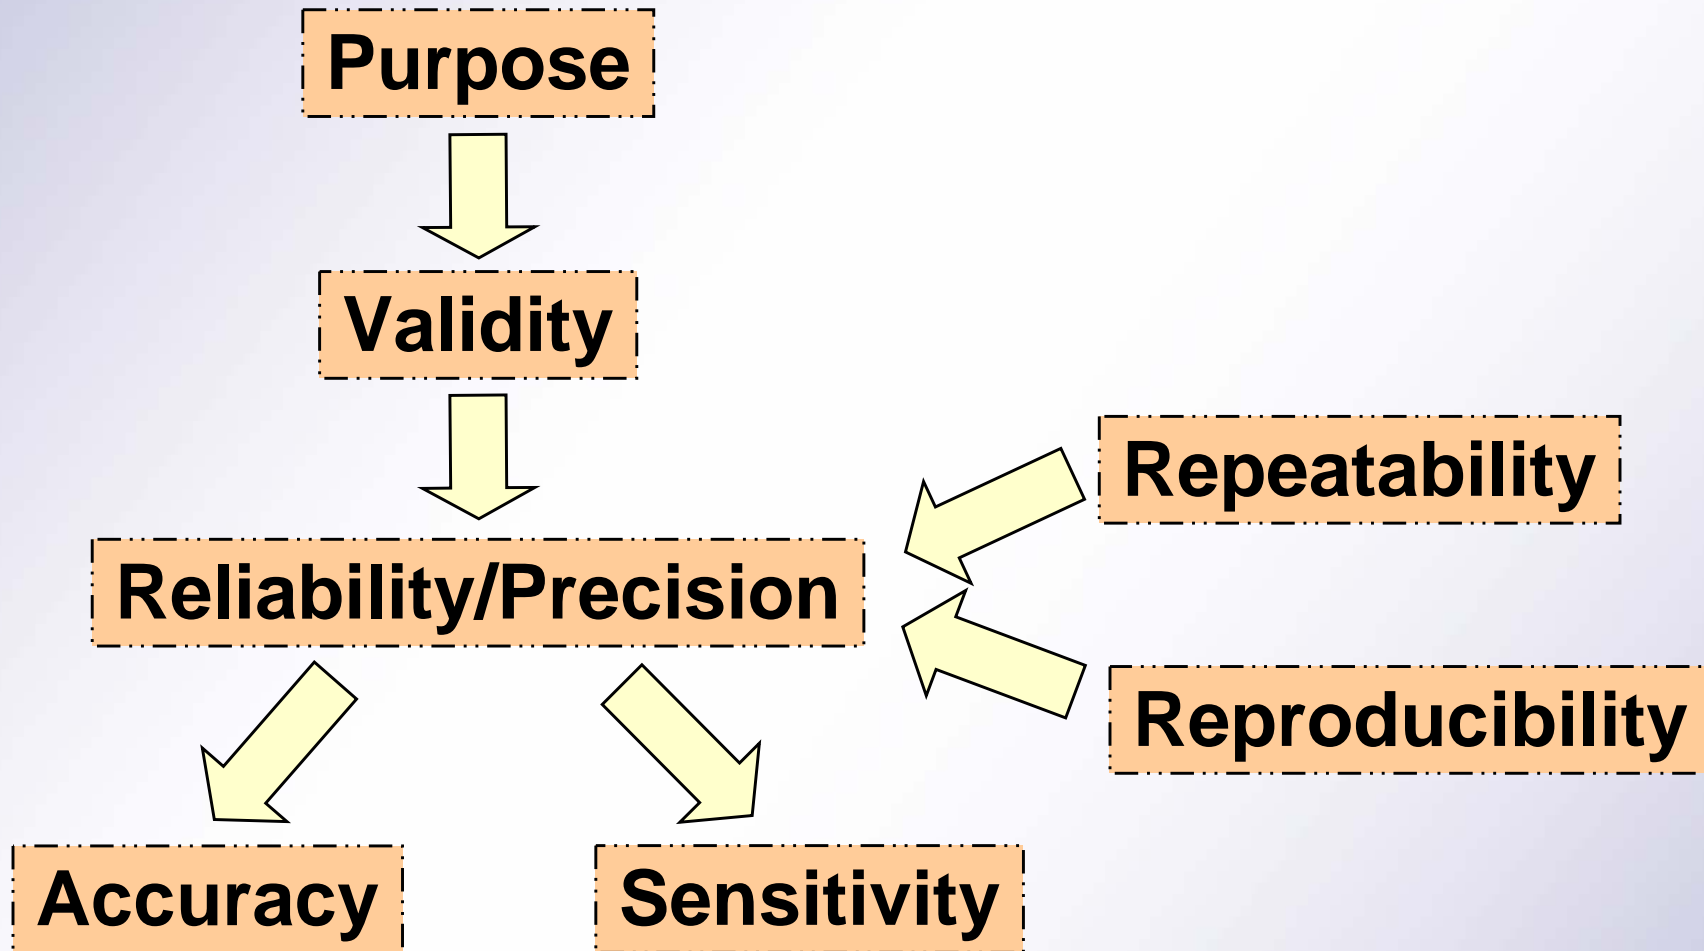 Purpose
Validity
Repeatability
Reliability/Precision
Reproducibility
Accuracy
Sensitivity